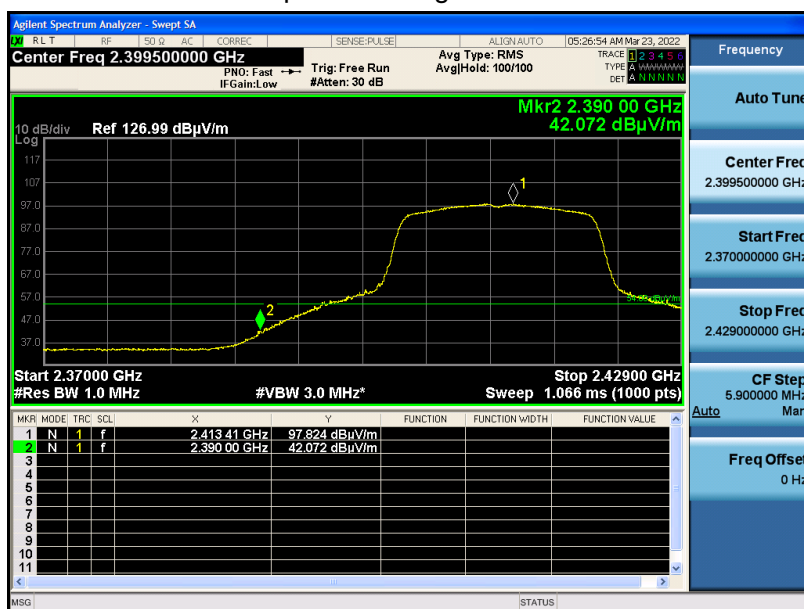 Agilent Spectrum Analyzer - Swept SA
LXI RLT RF 50 Ω AC CORREC SENSE:PULSE ALIGN AUTO 05:26:54 AM Mar 23, 2022
Center Freq 2.399500000 GHz
PNO: Fast
IFGain:Low
Trig: Free Run
#Atten: 30 dB
Avg Type: RMS
Avg|Hold: 100/100
TRACE 1 2 3 4 5 6
TYPE A WWWWW
DET A N N N N N
Mkr2 2.390 00 GHz
42.072 dBµV/m
10 dB/div Ref 126.99 dBµV/m
Log
117
107
97.0
87.0
77.0
67.0
57.0
47.0
37.0
1
2
Start 2.37000 GHz Stop 2.42900 GHz
#Res BW 1.0 MHz #VBW 3.0 MHz* Sweep 1.066 ms (1000 pts)
MKR MODE TRC SCL X Y FUNCTION FUNCTION WIDTH FUNCTION VALUE
1 N 1 f 2.413 41 GHz 97.824 dBµV/m
2 N 1 f 2.390 00 GHz 42.072 dBµV/m
3
4
5
6
7
8
9
10
11
MSG STATUS
Frequency
Auto Tune
Center Freq
2.399500000 GHz
Start Freq
2.370000000 GHz
Stop Freq
2.429000000 GHz
CF Step
5.900000 MHz
Auto Man
Freq Offset
0 Hz